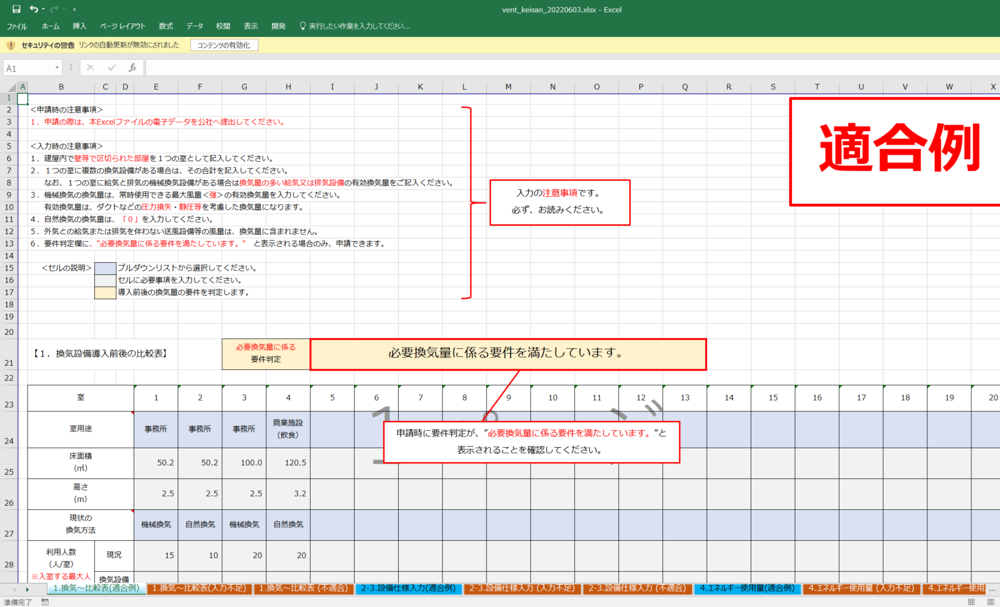 vent_keisan_20220603.xlsx - Excel
ファイル ホーム 挿入 ページ レイアウト 数式 データ 校閲 表示 開発 実行したい作業を入力してください...
セキュリティの警告 リンクの自動更新が無効にされました コンテンツの有効化
A1 fx
A B C D E F G H I J K L M N O P Q R S T U V W X
1
2 <申請時の注意事項>
3 1．申請の際は、本Excelファイルの電子データを公社へ提出してください。
4
5 <入力時の注意事項>
6 1．建屋内で壁等で区切られた部屋を１つの室として記入してください。
7 2．１つの室に複数の換気設備がある場合は、その合計を記入してください。
8 なお、１つの室に給気と排気の機械換気設備がある場合は換気量の多い給気又は排気設備の有効換気量をご記入ください。
9 3．機械換気の換気量は、常時使用できる最大風量<強>の有効換気量を入力してください。
10 有効換気量は、ダクトなどの圧力損失・静圧等を考慮した換気量になります。
11 4．自然換気の換気量は、「０」を入力してください。
12 5．外気との給気または排気を伴わない送風設備等の風量は、換気量に含まれません。
13 6．要件判定欄に、"必要換気量に係る要件を満たしています。" と表示される場合のみ、申請できます。
適合例
入力の注意事項です。
必ず、お読みください。
14
15 <セルの説明> プルダウンリストから選択してください。
16 セルに必要事項を入力してください。
17 導入前後の換気量の要件を判定します。
18
19
20
21 【１．換気設備導入前後の比較表】 必要換気量に係る
要件判定
必要換気量に係る要件を満たしています。
22
23 室 1 2 3 4 5 6 7 8 9 10 11 12 13 14 15 16 17 18 19 20
24 室用途 事務所 事務所 事務所 商業施設
（飲食）
申請時に要件判定が、”必要換気量に係る要件を満たしています。”と
表示されることを確認してください。
25 床面積
（㎡） 50.2 50.2 100.0 120.5
26 高さ
（m） 2.5 2.5 2.5 3.2
27 現状の
換気方法 機械換気 自然換気 機械換気 自然換気
28 利用人数
（人/室） 現況 15 10 20 20
※入室する最大人 換気設備
1.換気～比較表(適合例) 1.換気～比較表(入力不足) 1.換気～比較表 (不適合) 2-3.設備仕様入力(適合例) 2-3.設備仕様入力 (入力不足) 2-3.設備仕様入力 (不適合) 4.エネルギー使用量(適合例) 4.エネルギー使用量 (入力不足) 4.エネルギー使用 ...
準備完了